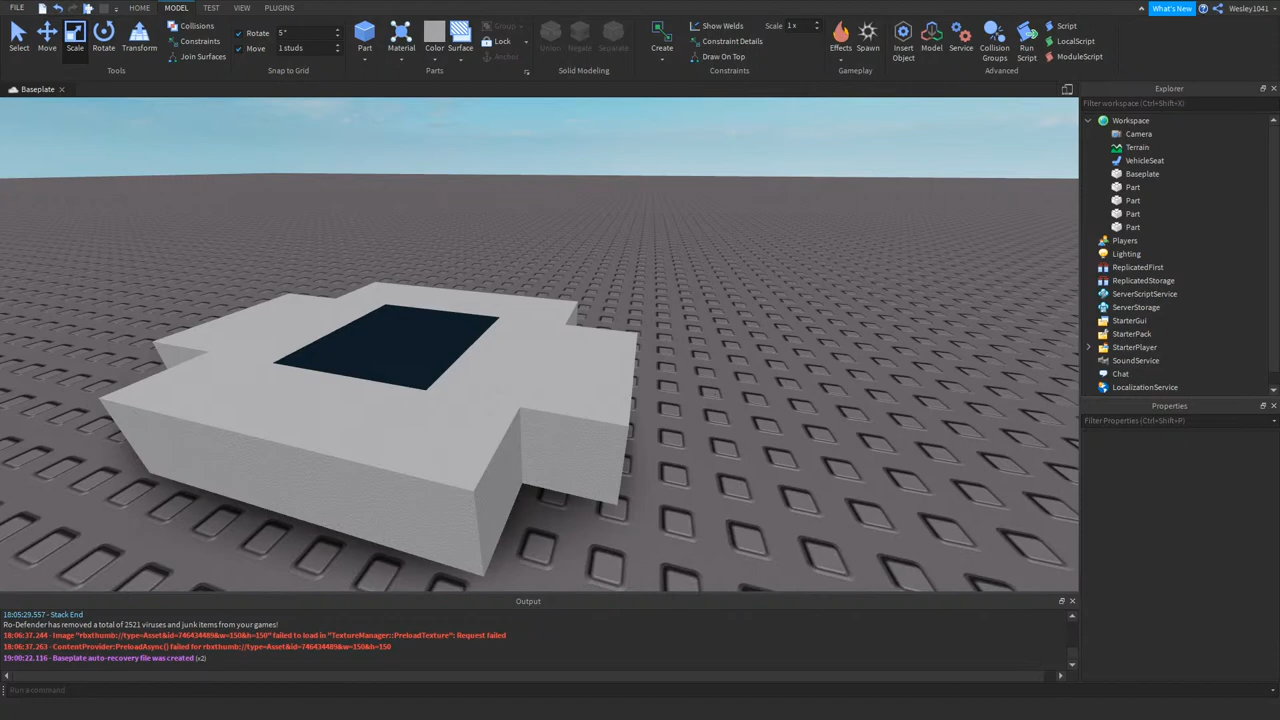 FILE HOME MODEL TEST VIEW PLUGINS What's New Wesley1041
Select Move Scale Rotate Transform
Collisions
Constraints
Join Surfaces
Tools
Rotate 5°
Move 1 studs
Snap to Grid
Part Material Color Surface
Group
Lock
Anchor
Parts
Union Negate Separate
Solid Modeling
Create
Show Welds Scale 1 x
Constraint Details
Draw On Top
Constraints
Effects Spawn
Gameplay
Insert Object Model Service Collision Groups Run Script
Script
LocalScript
ModuleScript
Advanced
Baseplate
Explorer
Filter workspace (Ctrl+Shift+X)
Workspace
Camera
Terrain
VehicleSeat
Baseplate
Part
Part
Part
Part
Players
Lighting
ReplicatedFirst
ReplicatedStorage
ServerScriptService
ServerStorage
StarterGui
StarterPack
StarterPlayer
SoundService
Chat
LocalizationService
Properties
Filter Properties (Ctrl+Shift+P)
Output
18:05:29.557 - Stack End
Ro-Defender has removed a total of 2521 viruses and junk items from your games!
18:06:37.244 - Image "rbxthumb://type=Asset&id=746434489&w=150&h=150" failed to load in "TextureManager::PreloadTexture": Request failed
18:06:37.263 - ContentProvider:PreloadAsync() failed for rbxthumb://type=Asset&id=746434489&w=150&h=150
19:00:22.116 - Baseplate auto-recovery file was created (x2)
Run a command